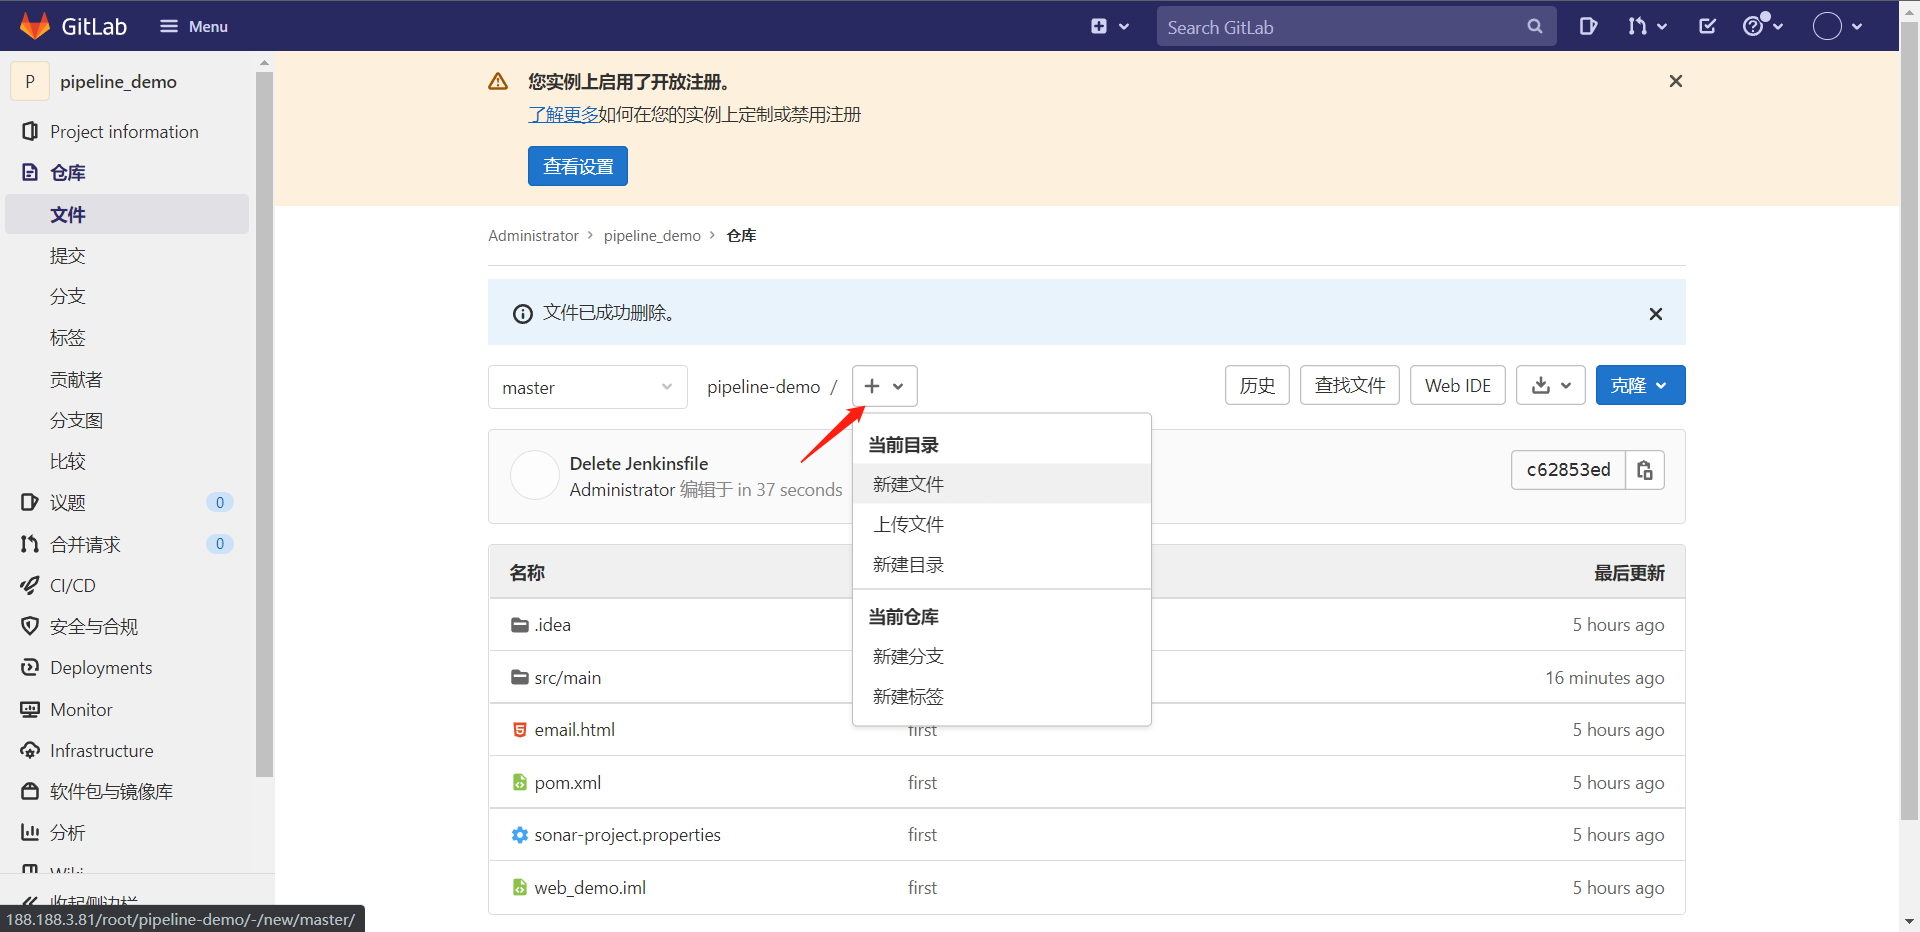 GitLab
Menu
Search GitLab
P
pipeline_demo
Project information
仓库
文件
提交
分支
标签
贡献者
分支图
比较
议题
0
合并请求
0
CI/CD
安全与合规
Deployments
Monitor
Infrastructure
软件包与镜像库
分析
Wiki
收起侧边栏
188.188.3.81/root/pipeline-demo/-/new/master/
您实例上启用了开放注册。
了解更多如何在您的实例上定制或禁用注册
查看设置
Administrator > pipeline_demo > 仓库
文件已成功删除。
master
pipeline-demo /
历史
查找文件
Web IDE
克隆
Delete Jenkinsfile
Administrator 编辑于 in 37 seconds
c62853ed
当前目录
新建文件
上传文件
新建目录
当前仓库
新建分支
新建标签
名称
最后更新
.idea
5 hours ago
src/main
16 minutes ago
email.html
first
5 hours ago
pom.xml
first
5 hours ago
sonar-project.properties
first
5 hours ago
web_demo.iml
first
5 hours ago